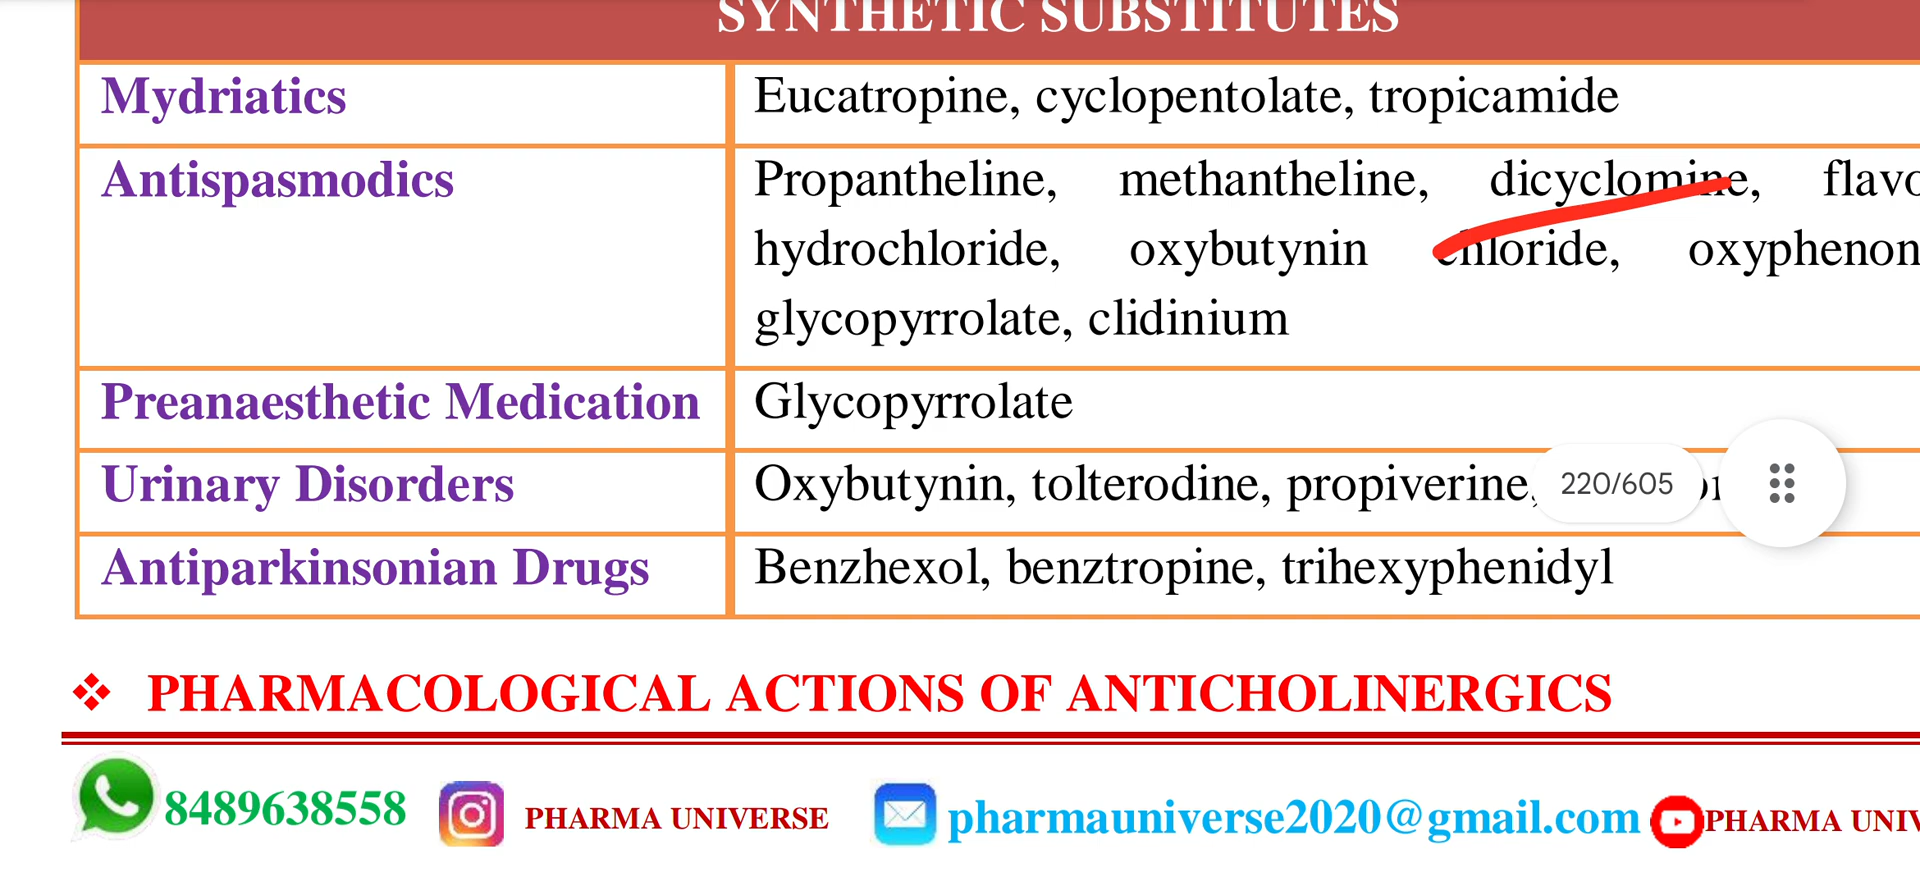 SYNTHETIC SUBSTITUTES
Mydriatics
Eucatropine, cyclopentolate, tropicamide
Antispasmodics
Propantheline, methantheline, dicyclomine,
hydrochloride, oxybutynin chloride,
glycopyrrolate, clidinium
Preanaesthetic Medication
Glycopyrrolate
Urinary Disorders
Oxybutynin, tolterodine, propiverine,
220/605
Antiparkinsonian Drugs
Benzhexol, benztropine, trihexyphenidyl
❖ PHARMACOLOGICAL ACTIONS OF ANTICHOLINERGICS
8489638558 PHARMA UNIVERSE pharmauniverse2020@gmail.com PHARMA